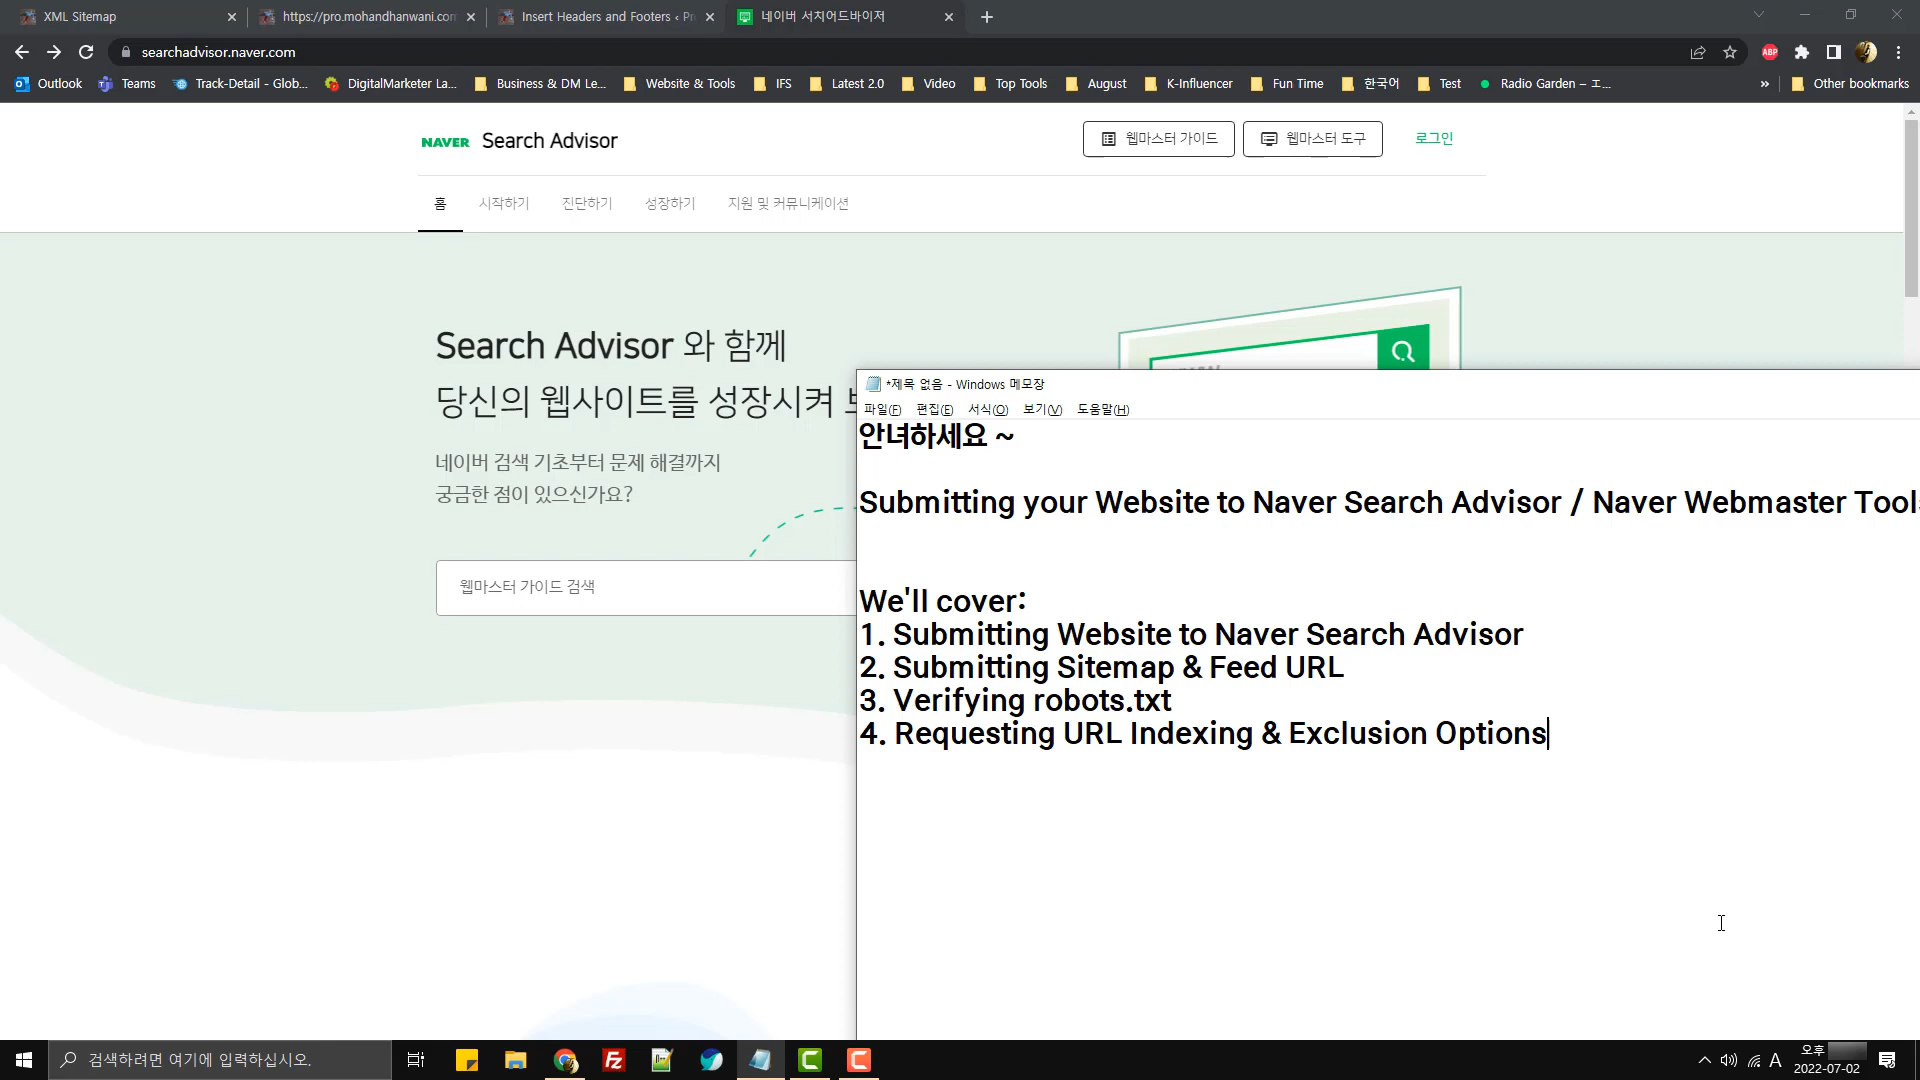 XML Sitemap
https://pro.mohandhanwani.com
Insert Headers and Footers ‹ Pr
네이버 서치어드바이저
searchadvisor.naver.com
ABP
Outlook
Teams
Track-Detail - Glob...
DigitalMarketer La...
Business & DM Le...
Website & Tools
IFS
Latest 2.0
Video
Top Tools
August
K-Influencer
Fun Time
한국어
Test
Radio Garden – エ...
Other bookmarks
NAVER Search Advisor
웹마스터 가이드
웹마스터 도구
로그인
홈
시작하기
진단하기
성장하기
지원 및 커뮤니케이션
Search Advisor 와 함께
당신의 웹사이트를 성장시켜
네이버 검색 기초부터 문제 해결까지
궁금한 점이 있으신가요?
웹마스터 가이드 검색
*제목 없음 - Windows 메모장
파일(F) 편집(E) 서식(O) 보기(V) 도움말(H)
안녕하세요 ~
Submitting your Website to Naver Search Advisor / Naver Webmaster Tools
We'll cover:
1. Submitting Website to Naver Search Advisor
2. Submitting Sitemap & Feed URL
3. Verifying robots.txt
4. Requesting URL Indexing & Exclusion Options
검색하려면 여기에 입력하십시오.
A
오후
2022-07-02